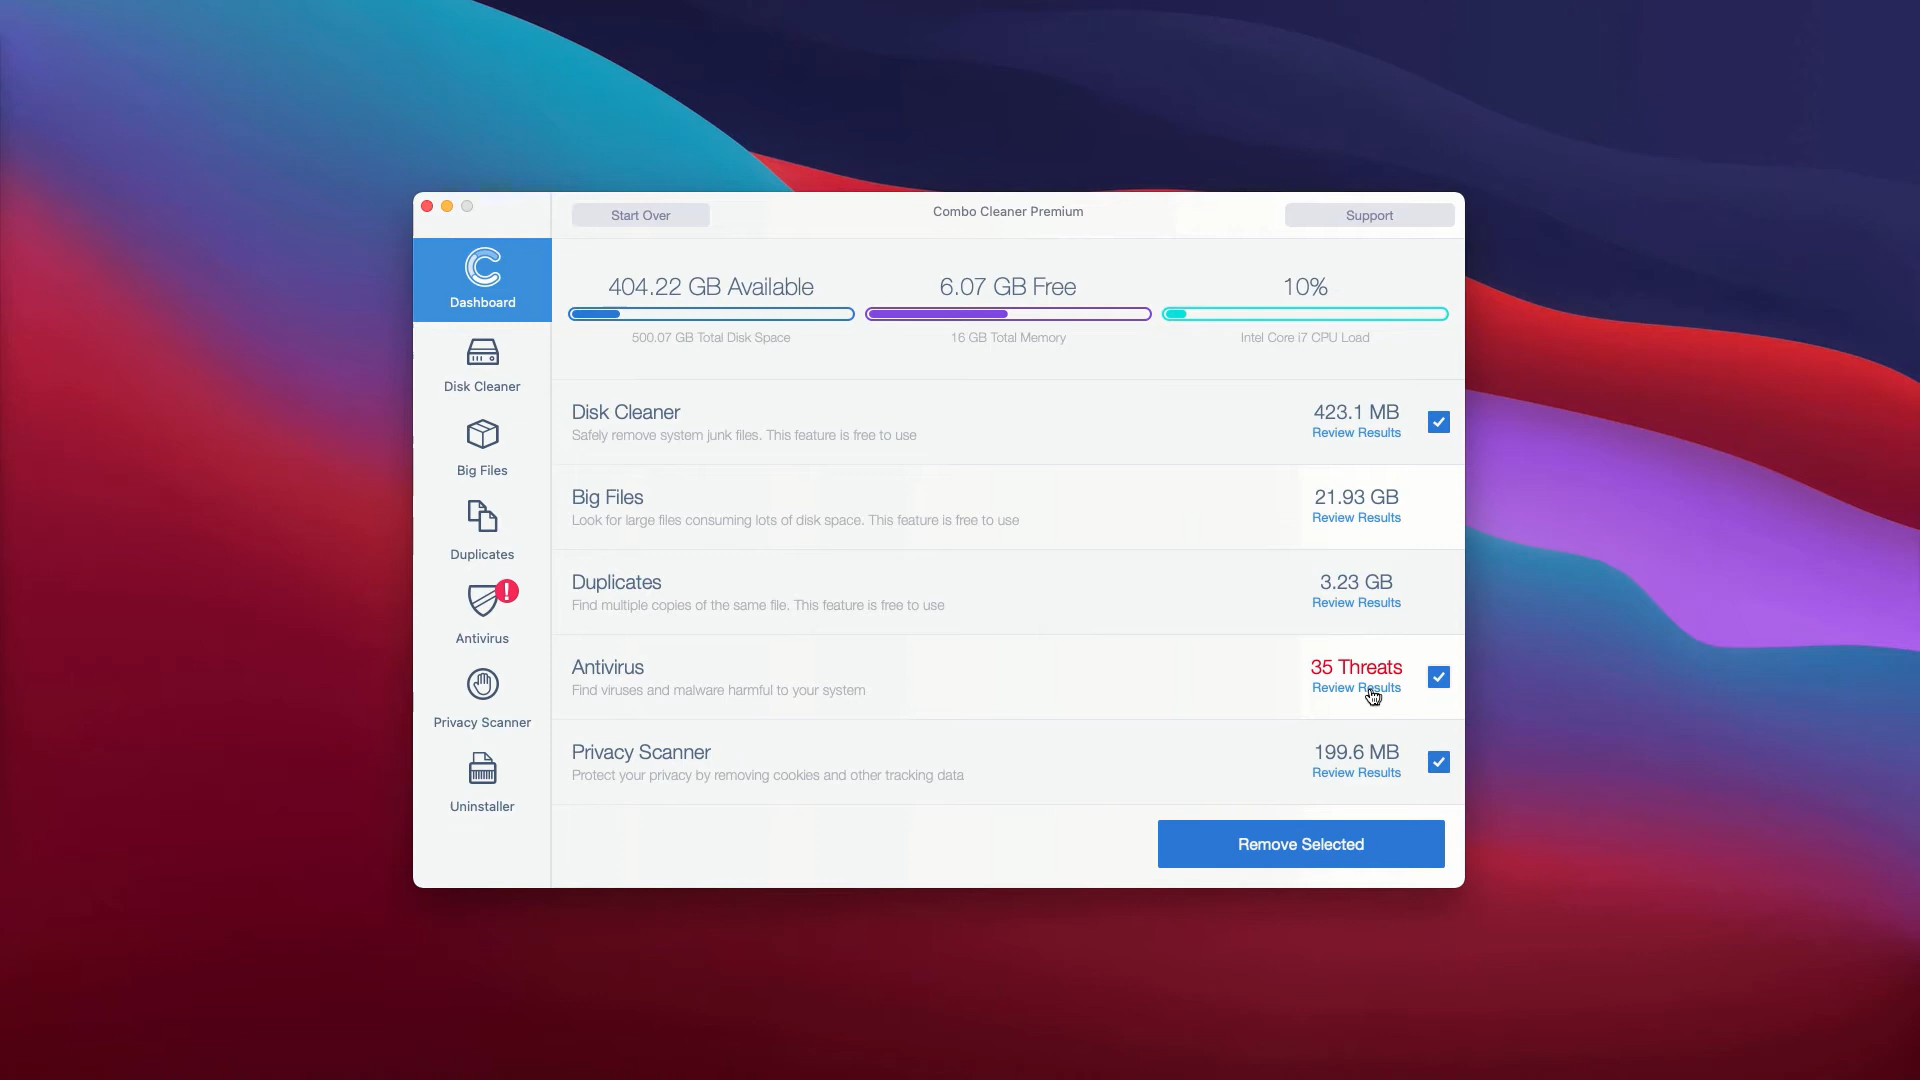 Start Over
Combo Cleaner Premium
Support
Dashboard
Disk Cleaner
Big Files
Duplicates
!
Antivirus
Privacy Scanner
Uninstaller
404.22 GB Available
500.07 GB Total Disk Space
6.07 GB Free
16 GB Total Memory
10%
Intel Core i7 CPU Load
Disk Cleaner
Safely remove system junk files. This feature is free to use
423.1 MB
Review Results
Big Files
Look for large files consuming lots of disk space. This feature is free to use
21.93 GB
Review Results
Duplicates
Find multiple copies of the same file. This feature is free to use
3.23 GB
Review Results
Antivirus
Find viruses and malware harmful to your system
35 Threats
Review Results
Privacy Scanner
Protect your privacy by removing cookies and other tracking data
199.6 MB
Review Results
Remove Selected